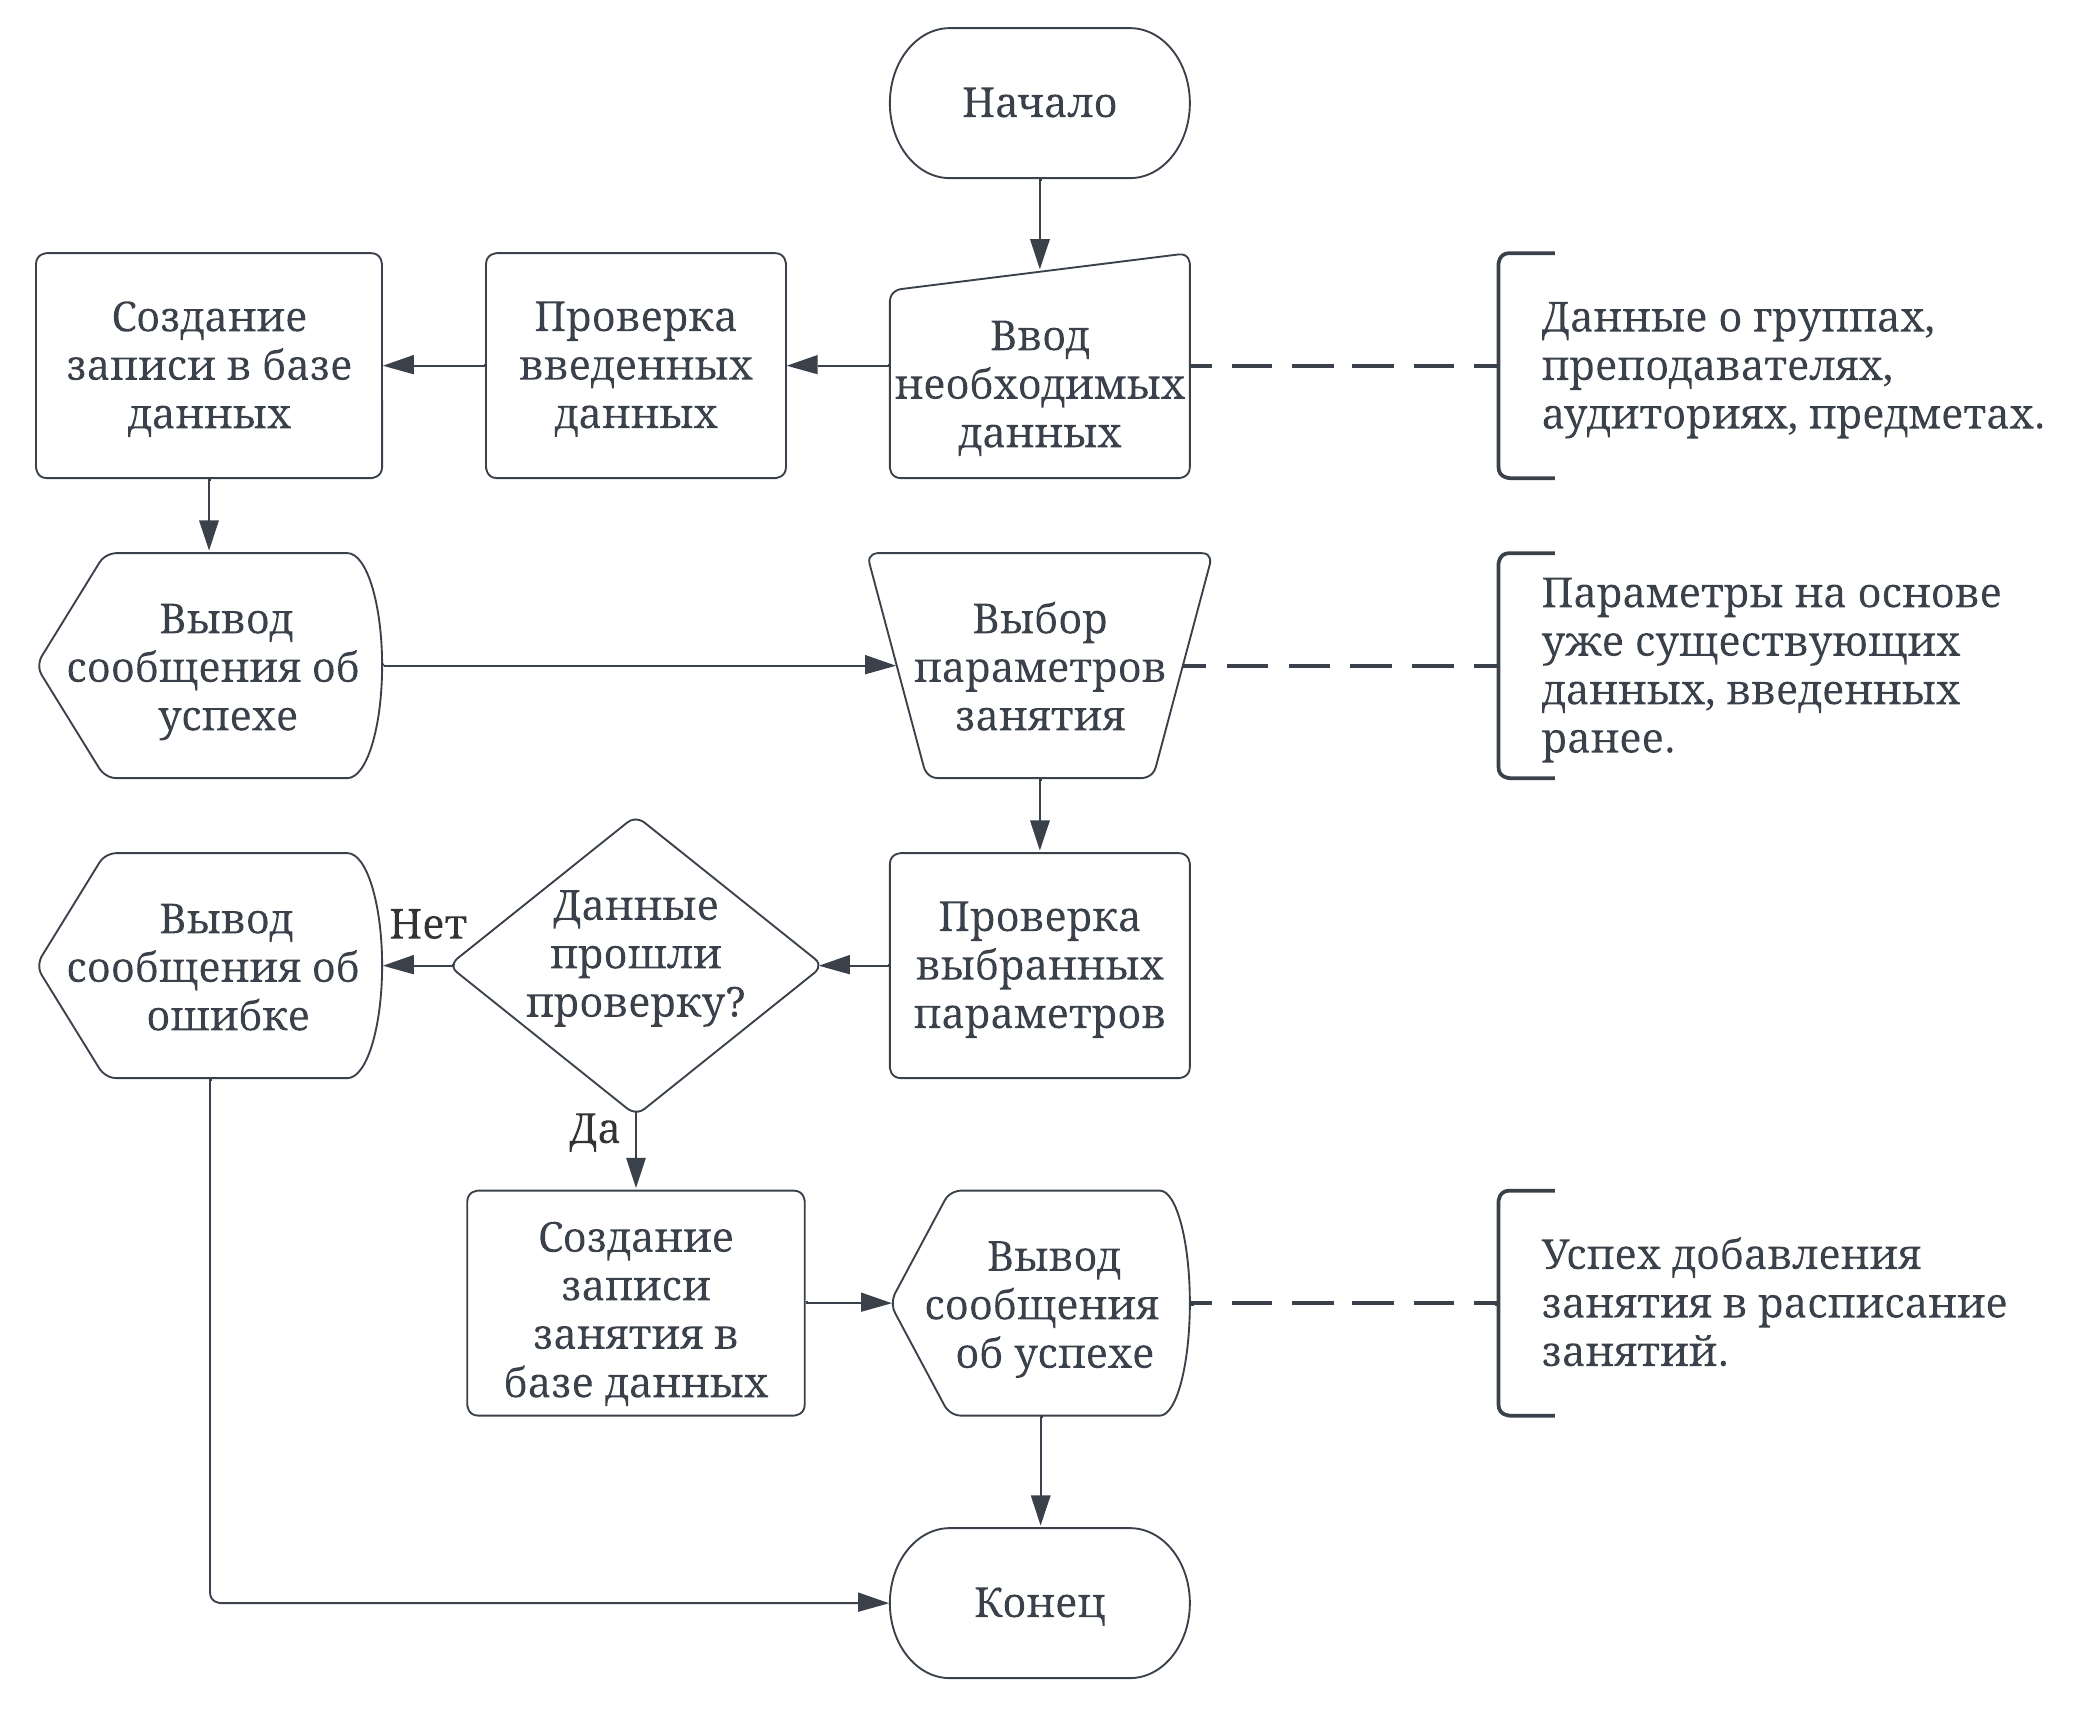 Начало
Создание
записи в базе
данных
Проверка
введенных
данных
Ввод
необходимых
данных
Данные о группах,
преподавателях,
аудиториях, предметах.
Вывод
сообщения об
успехе
Выбор
параметров
занятия
Параметры на основе
уже существующих
данных, введенных
ранее.
Вывод
сообщения об
ошибке
Нет
Данные
прошли
проверку?
Проверка
выбранных
параметров
Да
Создание
записи
занятия в
базе данных
Вывод
сообщения
об успехе
Успех добавления
занятия в расписание
занятий.
Конец